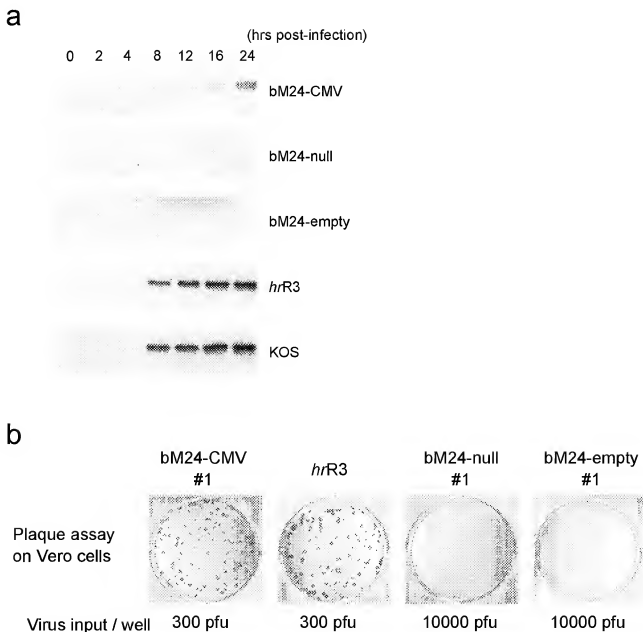 a
(hrs post-infection)
0 2 4 8 12 16 24
bM24-CMV
bM24-null
bM24-empty
hrR3
KOS
b
bM24-CMV #1
hrR3
bM24-null #1
bM24-empty #1
Plaque assay
on Vero cells
Virus input / well 300 pfu 300 pfu 10000 pfu 10000 pfu